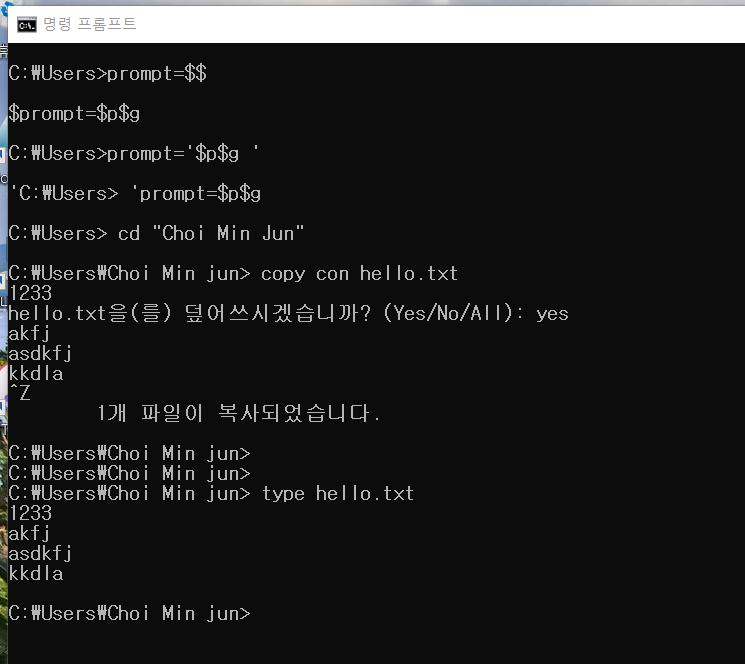 명령 프롬프트
C:₩Users>prompt=$$
$prompt=$p$g
C:₩Users>prompt='$p$g '
'C:₩Users> 'prompt=$p$g
C:₩Users> cd "Choi Min Jun"
C:₩Users₩Choi Min jun> copy con hello.txt
1233
hello.txt을(를) 덮어쓰시겠습니까? (Yes/No/All): yes
akfj
asdkfj
kkdla
^Z
1개 파일이 복사되었습니다.
C:₩Users₩Choi Min jun>
C:₩Users₩Choi Min jun>
C:₩Users₩Choi Min jun> type hello.txt
1233
akfj
asdkfj
kkdla
C:₩Users₩Choi Min jun>